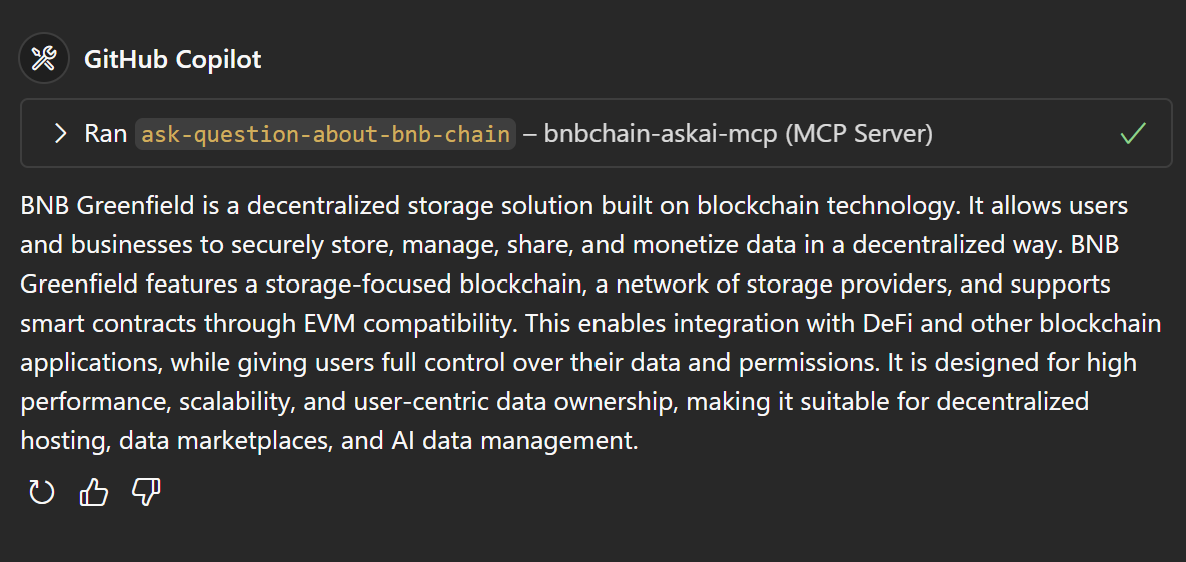 GitHub Copilot
Ran ask-question-about-bnb-chain – bnbchain-askai-mcp (MCP Server)
BNB Greenfield is a decentralized storage solution built on blockchain technology. It allows users
and businesses to securely store, manage, share, and monetize data in a decentralized way. BNB
Greenfield features a storage-focused blockchain, a network of storage providers, and supports
smart contracts through EVM compatibility. This enables integration with DeFi and other blockchain
applications, while giving users full control over their data and permissions. It is designed for high
performance, scalability, and user-centric data ownership, making it suitable for decentralized
hosting, data marketplaces, and AI data management.